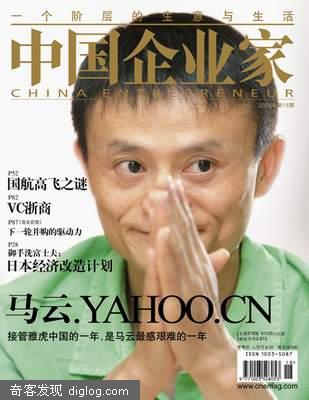 一个阶层的生意与生活
中国企业家
CHINA ENTREPRENEUR
P52
国航高飞之谜
P82
VC浙商
P87
下一轮并购的驱动力
P28
御手洗富士夫:
日本经济改造计划
马云.YAHOO.CN
接管雅虎中国的一年,是马云最感艰难的一年
ISSN 1003-5087
www.cnemag.com
奇客发现 diglog.com